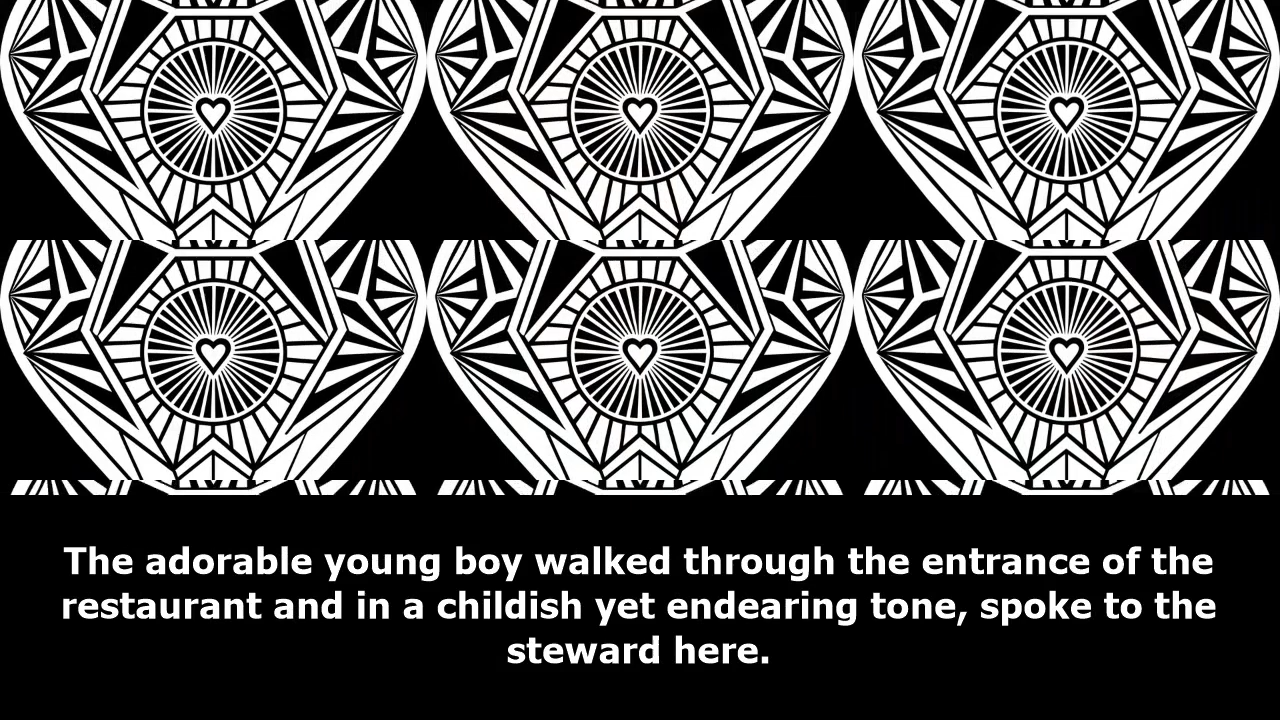 The adorable young boy walked through the entrance of the
restaurant and in a childish yet endearing tone, spoke to the
steward here.